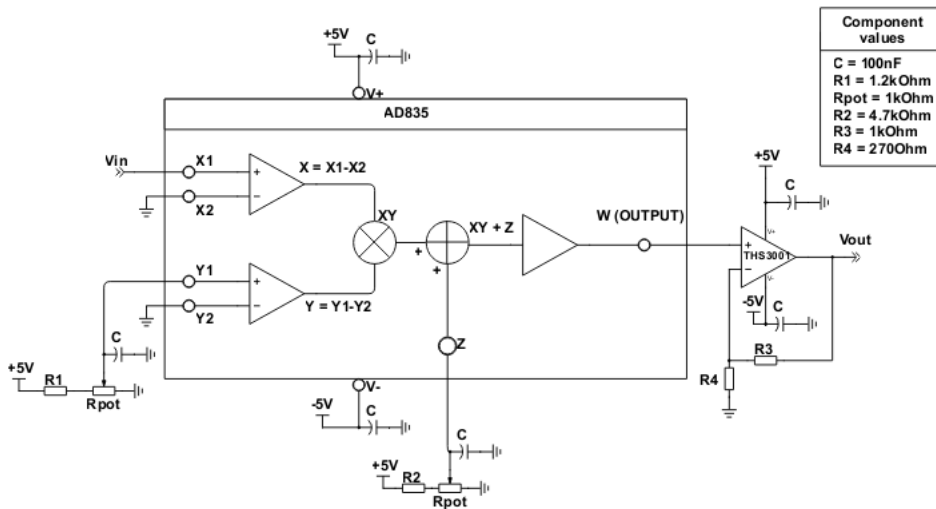 Component
values
C = 100nF
R1 = 1.2kOhm
Rpot = 1kOhm
R2 = 4.7kOhm
R3 = 1kOhm
R4 = 270Ohm
+5V
C
V+
AD835
Vin
X1
X = X1-X2
+
-
X2
XY
XY + Z
W (OUTPUT)
+
+
Y1
+
-
Y = Y1-Y2
Y2
C
+5V
R1
Rpot
Z
V-
-5V
C
C
+5V
R2
Rpot
+5V
C
V+
+
THS3001
-
V-
Vout
-5V
C
R3
R4